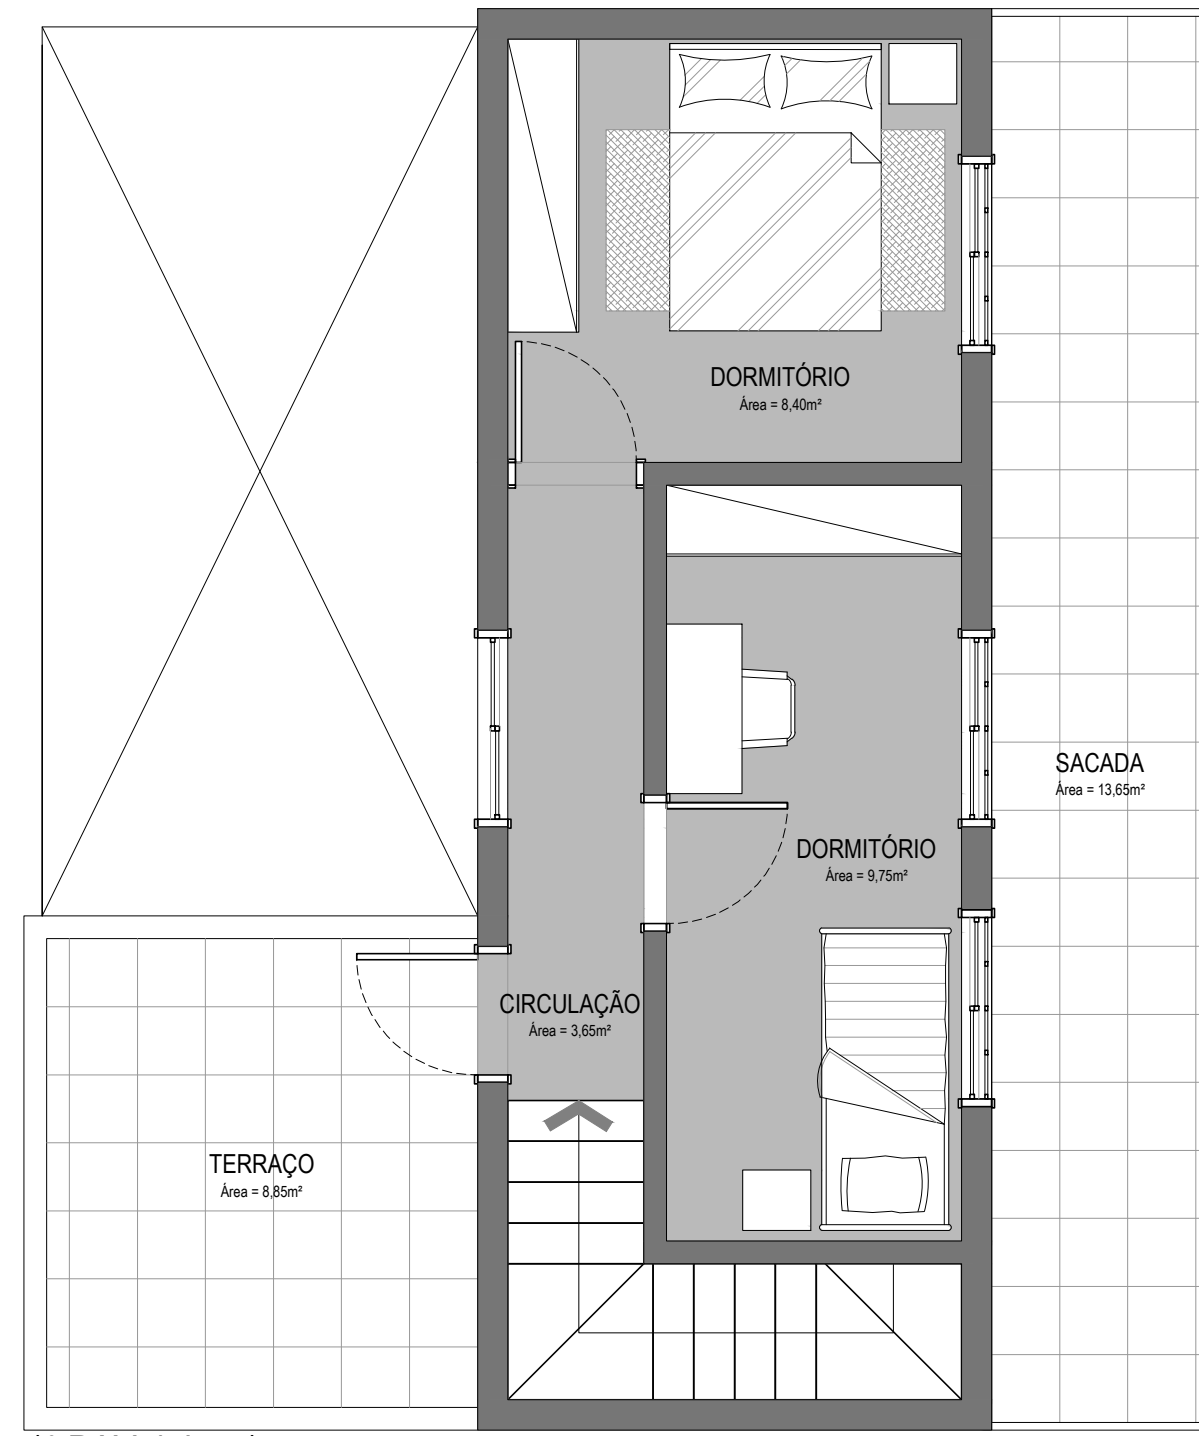 DORMITÓRIO
Área = 8,40m²
SACADA
Área = 13,65m²
DORMITÓRIO
Área = 9,75m²
CIRCULAÇÃO
Área = 3,65m²
TERRAÇO
Área = 8,85m²